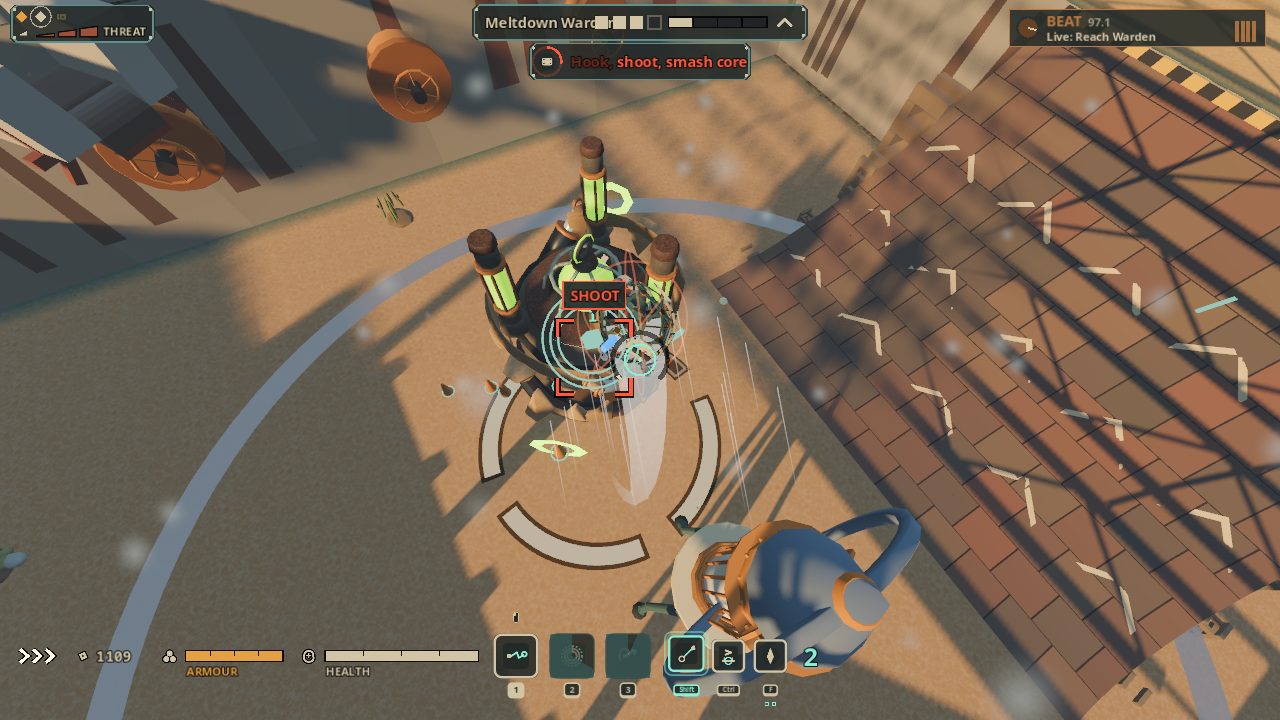 THREAT
Meltdown Warden
Hook, shoot, smash core
BEAT 97.1
Live: Reach Warden
SHOOT
1
1109
ARMOUR
HEALTH
1
2
3
Shift
Ctrl
F
2